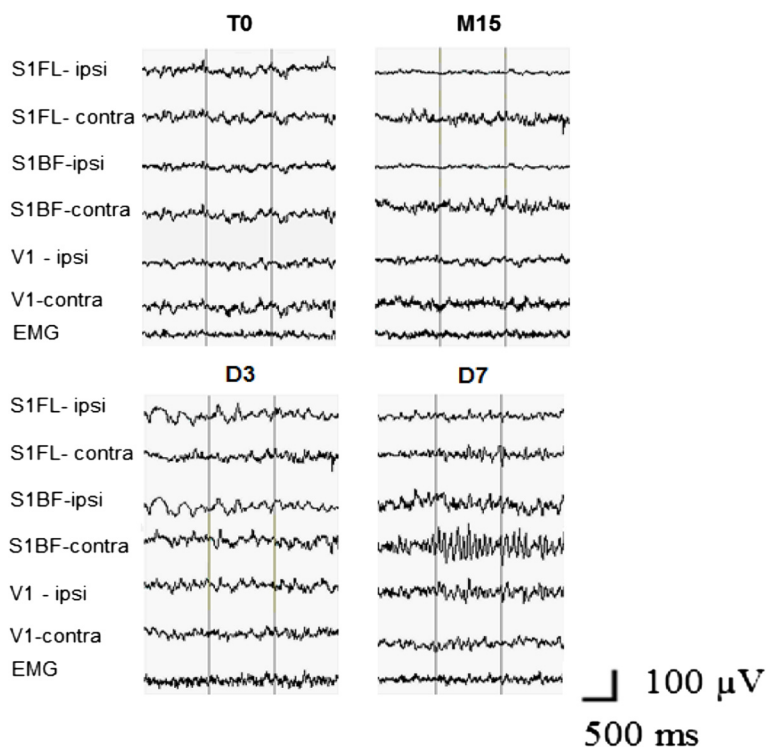 T0 M15
S1FL- ipsi
S1FL- contra
S1BF-ipsi
S1BF-contra
V1 - ipsi
V1-contra
EMG
D3 D7
S1FL- ipsi
S1FL- contra
S1BF-ipsi
S1BF-contra
V1 - ipsi
V1-contra
EMG
100 µV
500 ms